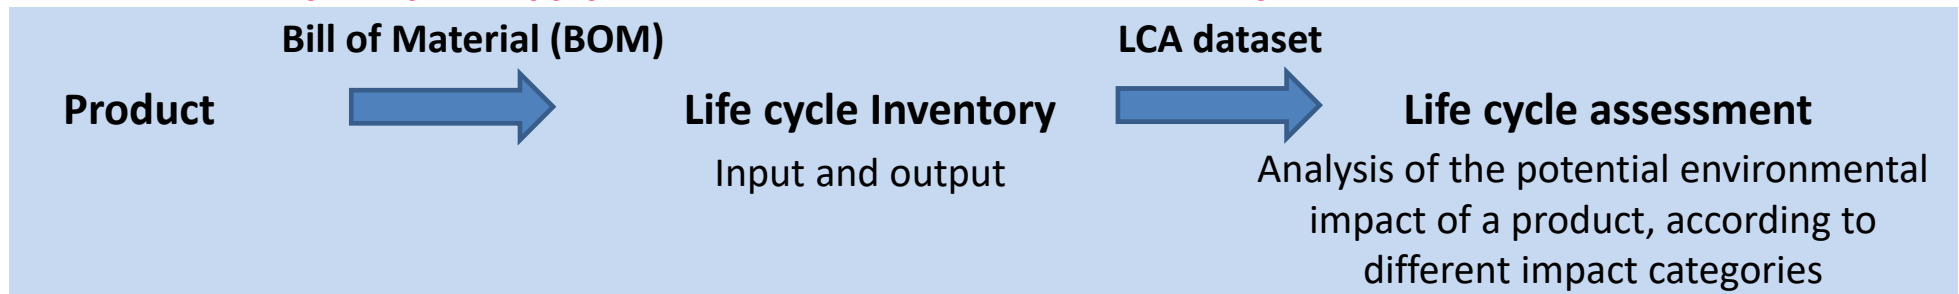 Bill of Material (BOM)
LCA dataset
Product
Life cycle Inventory
Life cycle assessment
Input and output
Analysis of the potential environmental
impact of a product, according to
different impact categories